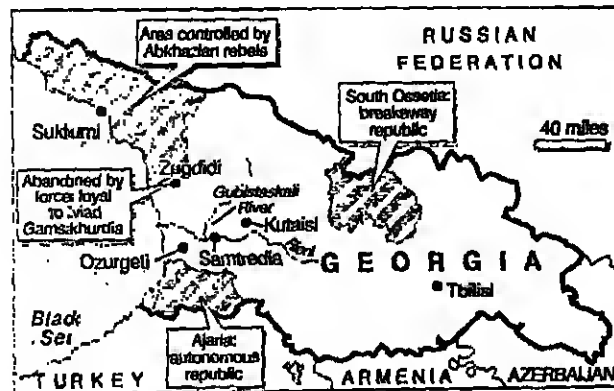 Area controlled by
Abkhazian rebels
RUSSIAN
FEDERATION
South Ossetia:
breakaway
republic
40 miles
Sukhumi
Zugdidi
Abandoned by
forces loyal
to Zviad
Gamsakhurdia
Gubistaskali
River
Kutaisi
Ozurgeti
Samtredia
GEORGIA
Tbilisi
Black
Sea
Ajaria:
autonomous
republic
TURKEY
ARMENIA
AZERBAIJAN